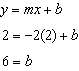 y = mx + b
2 = −2(2) + b
6 = b